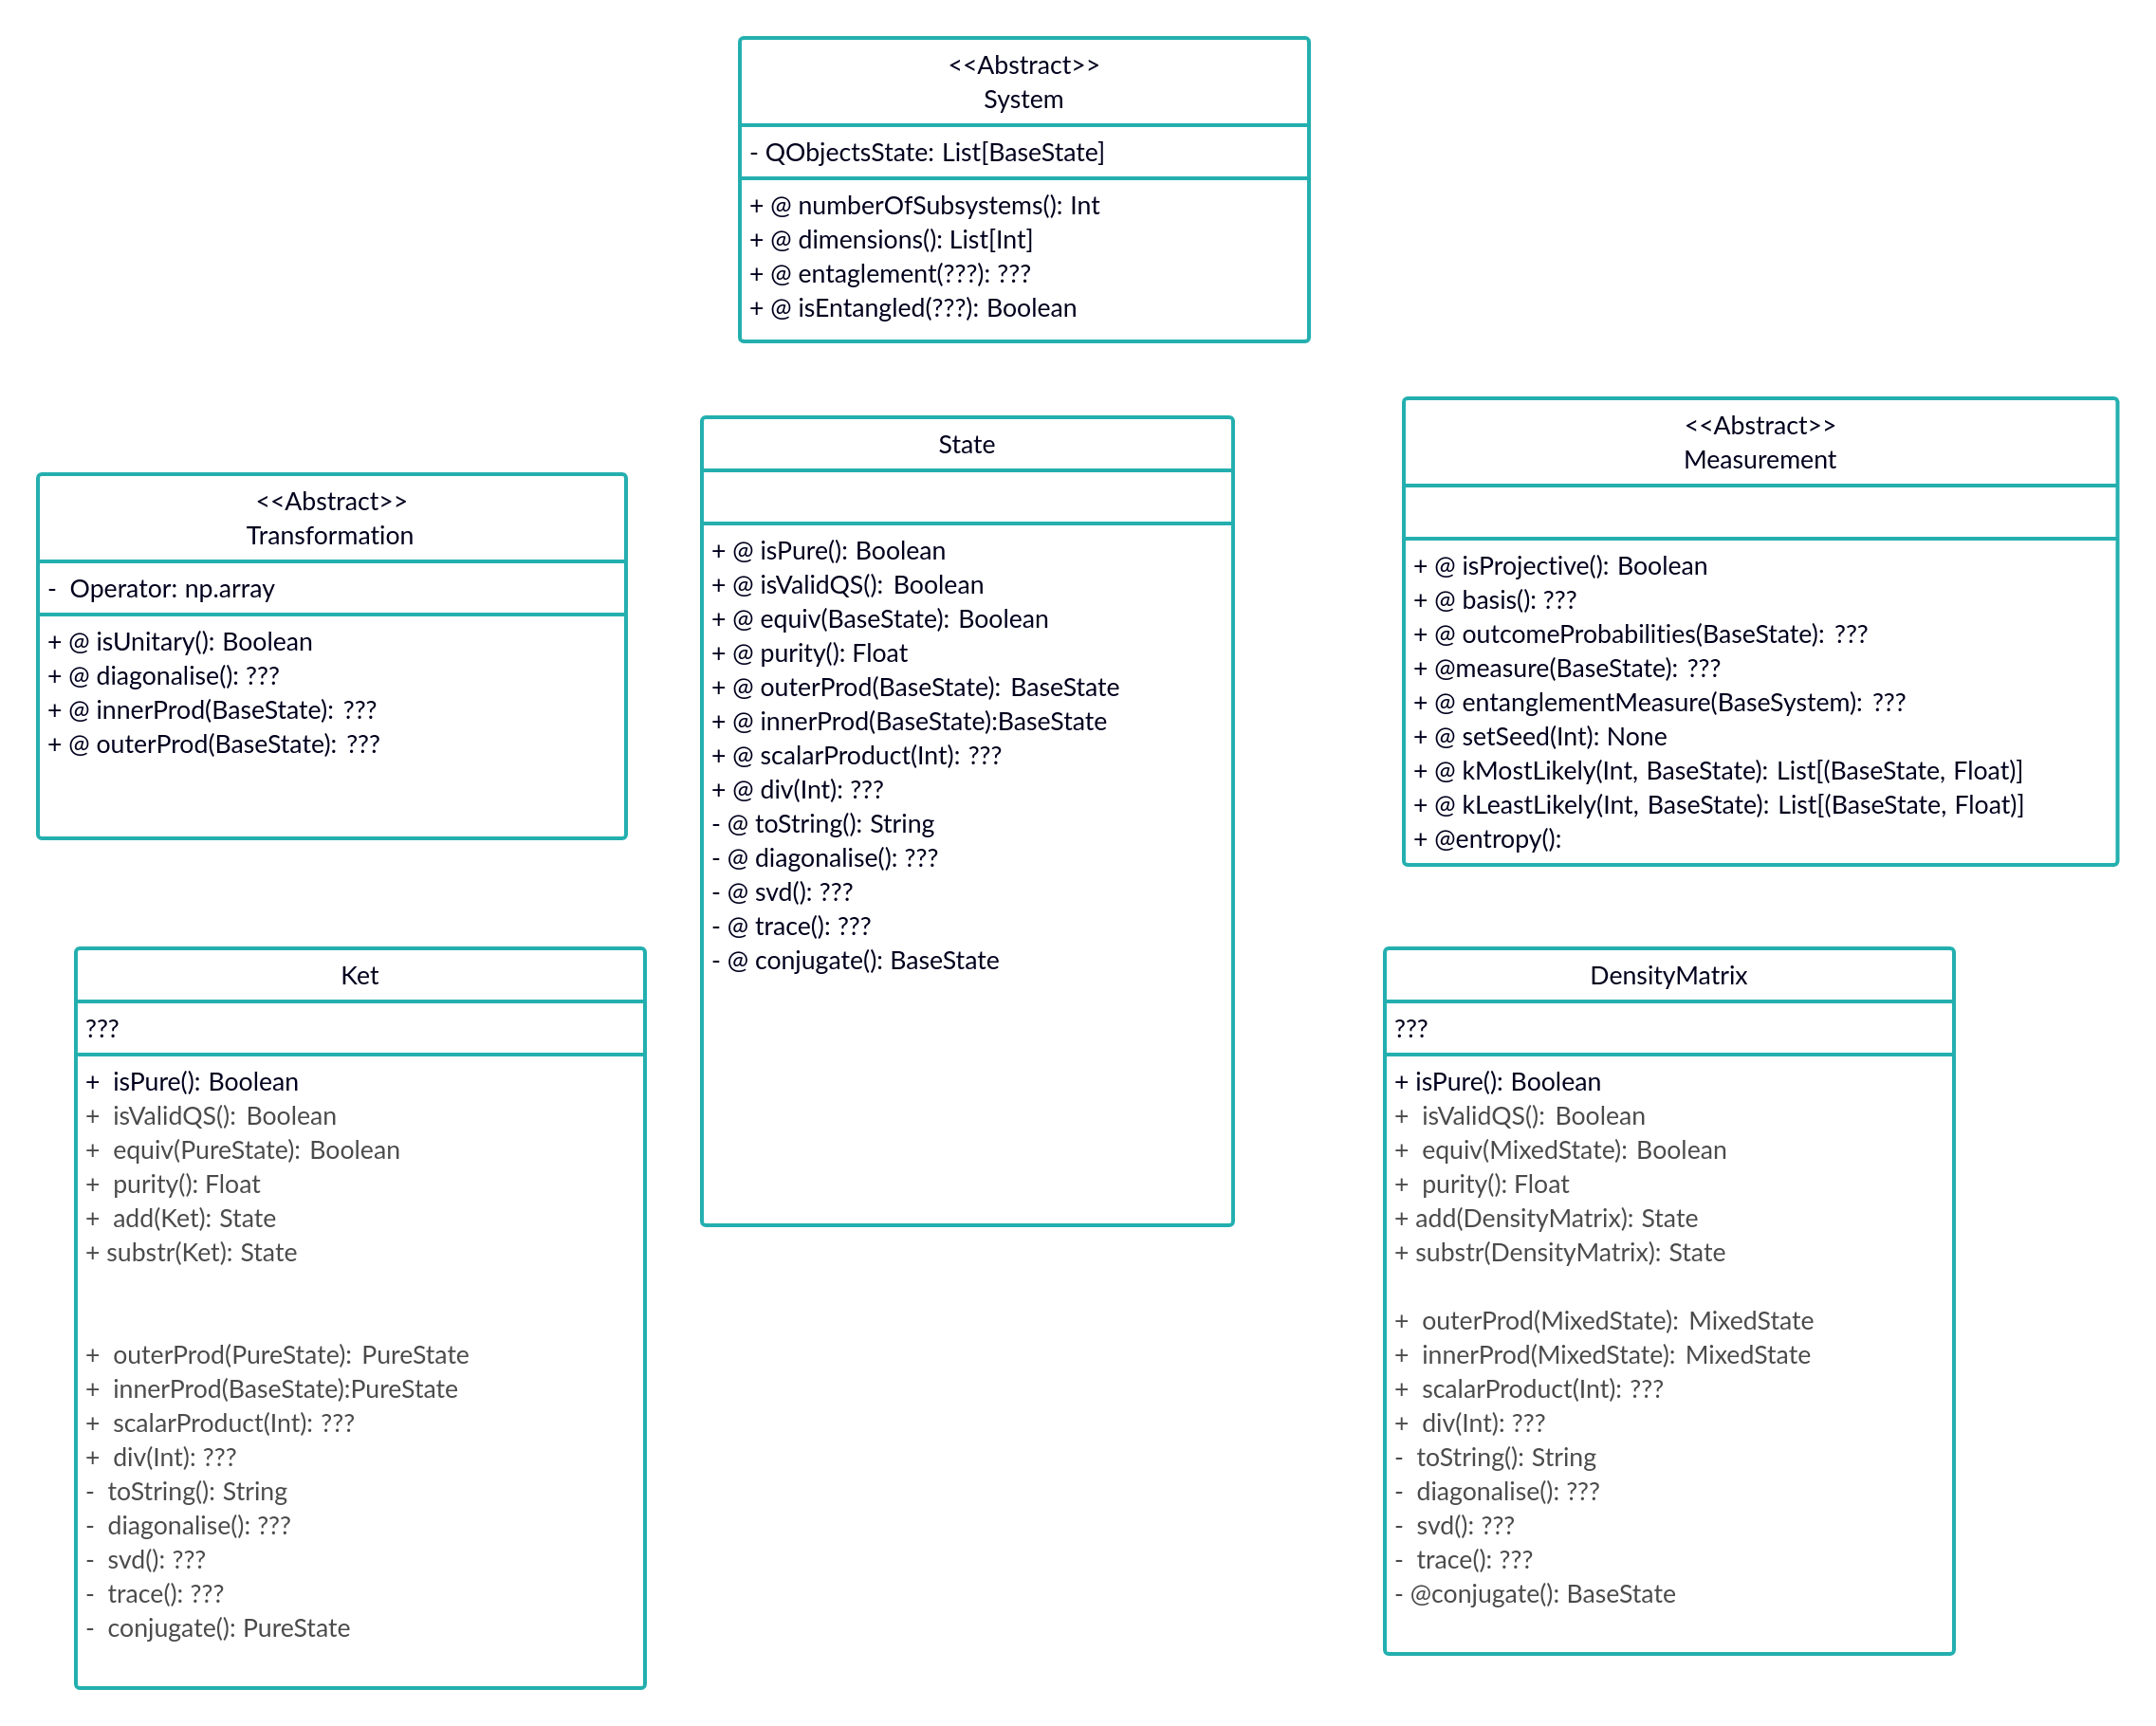 <<Abstract>>
System
- QObjectsState: List[BaseState]
+ @ numberOfSubsystems(): Int
+ @ dimensions(): List[Int]
+ @ entaglement(???): ???
+ @ isEntangled(???): Boolean
<<Abstract>>
Transformation
- Operator: np.array
+ @ isUnitary(): Boolean
+ @ diagonalise(): ???
+ @ innerProd(BaseState): ???
+ @ outerProd(BaseState): ???
State
+ @ isPure(): Boolean
+ @ isValidQS(): Boolean
+ @ equiv(BaseState): Boolean
+ @ purity(): Float
+ @ outerProd(BaseState): BaseState
+ @ innerProd(BaseState):BaseState
+ @ scalarProduct(Int): ???
+ @ div(Int): ???
- @ toString(): String
- @ diagonalise(): ???
- @ svd(): ???
- @ trace(): ???
- @ conjugate(): BaseState
<<Abstract>>
Measurement
+ @ isProjective(): Boolean
+ @ basis(): ???
+ @ outcomeProbabilities(BaseState): ???
+ @measure(BaseState): ???
+ @ entanglementMeasure(BaseSystem): ???
+ @ setSeed(Int): None
+ @ kMostLikely(Int, BaseState): List[(BaseState, Float)]
+ @ kLeastLikely(Int, BaseState): List[(BaseState, Float)]
+ @entropy():
Ket
???
+ isPure(): Boolean
+ isValidQS(): Boolean
+ equiv(PureState): Boolean
+ purity(): Float
+ add(Ket): State
+ substr(Ket): State
+ outerProd(PureState): PureState
+ innerProd(BaseState):PureState
+ scalarProduct(Int): ???
+ div(Int): ???
- toString(): String
- diagonalise(): ???
- svd(): ???
- trace(): ???
- conjugate(): PureState
DensityMatrix
???
+ isPure(): Boolean
+ isValidQS(): Boolean
+ equiv(MixedState): Boolean
+ purity(): Float
+ add(DensityMatrix): State
+ substr(DensityMatrix): State
+ outerProd(MixedState): MixedState
+ innerProd(MixedState): MixedState
+ scalarProduct(Int): ???
+ div(Int): ???
- toString(): String
- diagonalise(): ???
- svd(): ???
- trace(): ???
- @conjugate(): BaseState